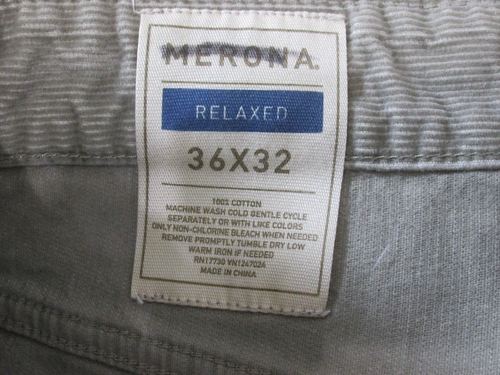 MERONA.
RELAXED
36X32
100% COTTON
MACHINE WASH COLD GENTLE CYCLE
SEPARATELY OR WITH LIKE COLORS
ONLY NON-CHLORINE BLEACH WHEN NEEDED
REMOVE PROMPTLY TUMBLE DRY LOW
WARM IRON IF NEEDED
RN17730 VN124702A
MADE IN CHINA